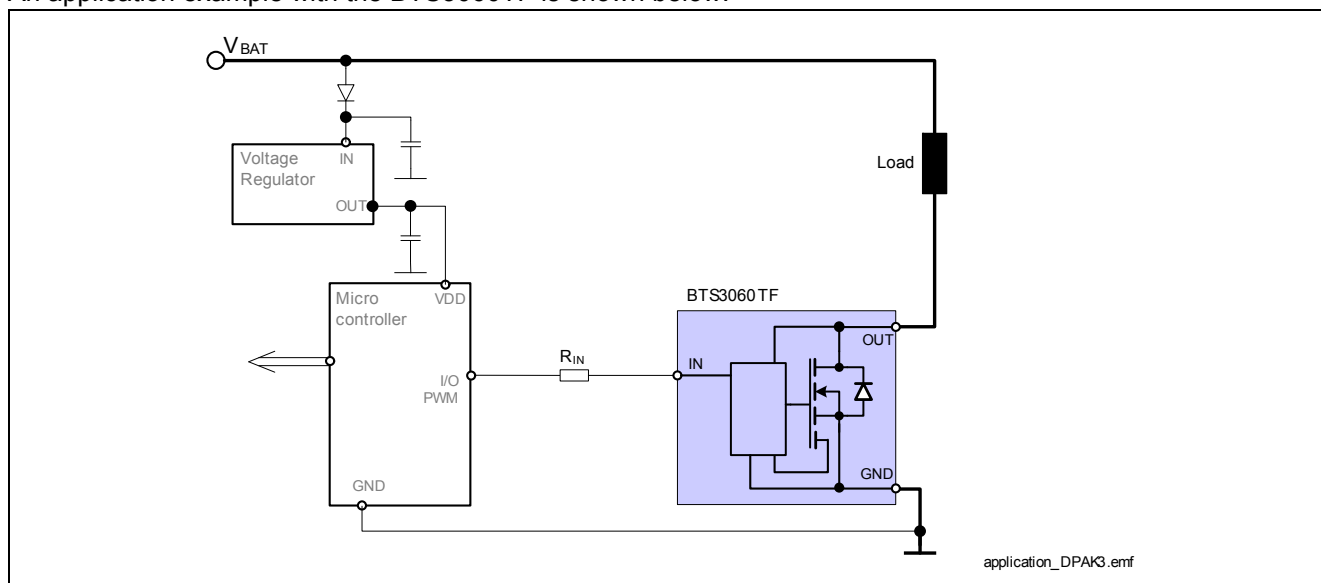 An application example with the BTS3060TF is shown below:
VBAT
Voltage
Regulator
IN
OUT
Load
Micro
controller
VDD
I/O
PWM
GND
RIN
BTS3060TF
IN
OUT
GND
application_DPAK3.emf